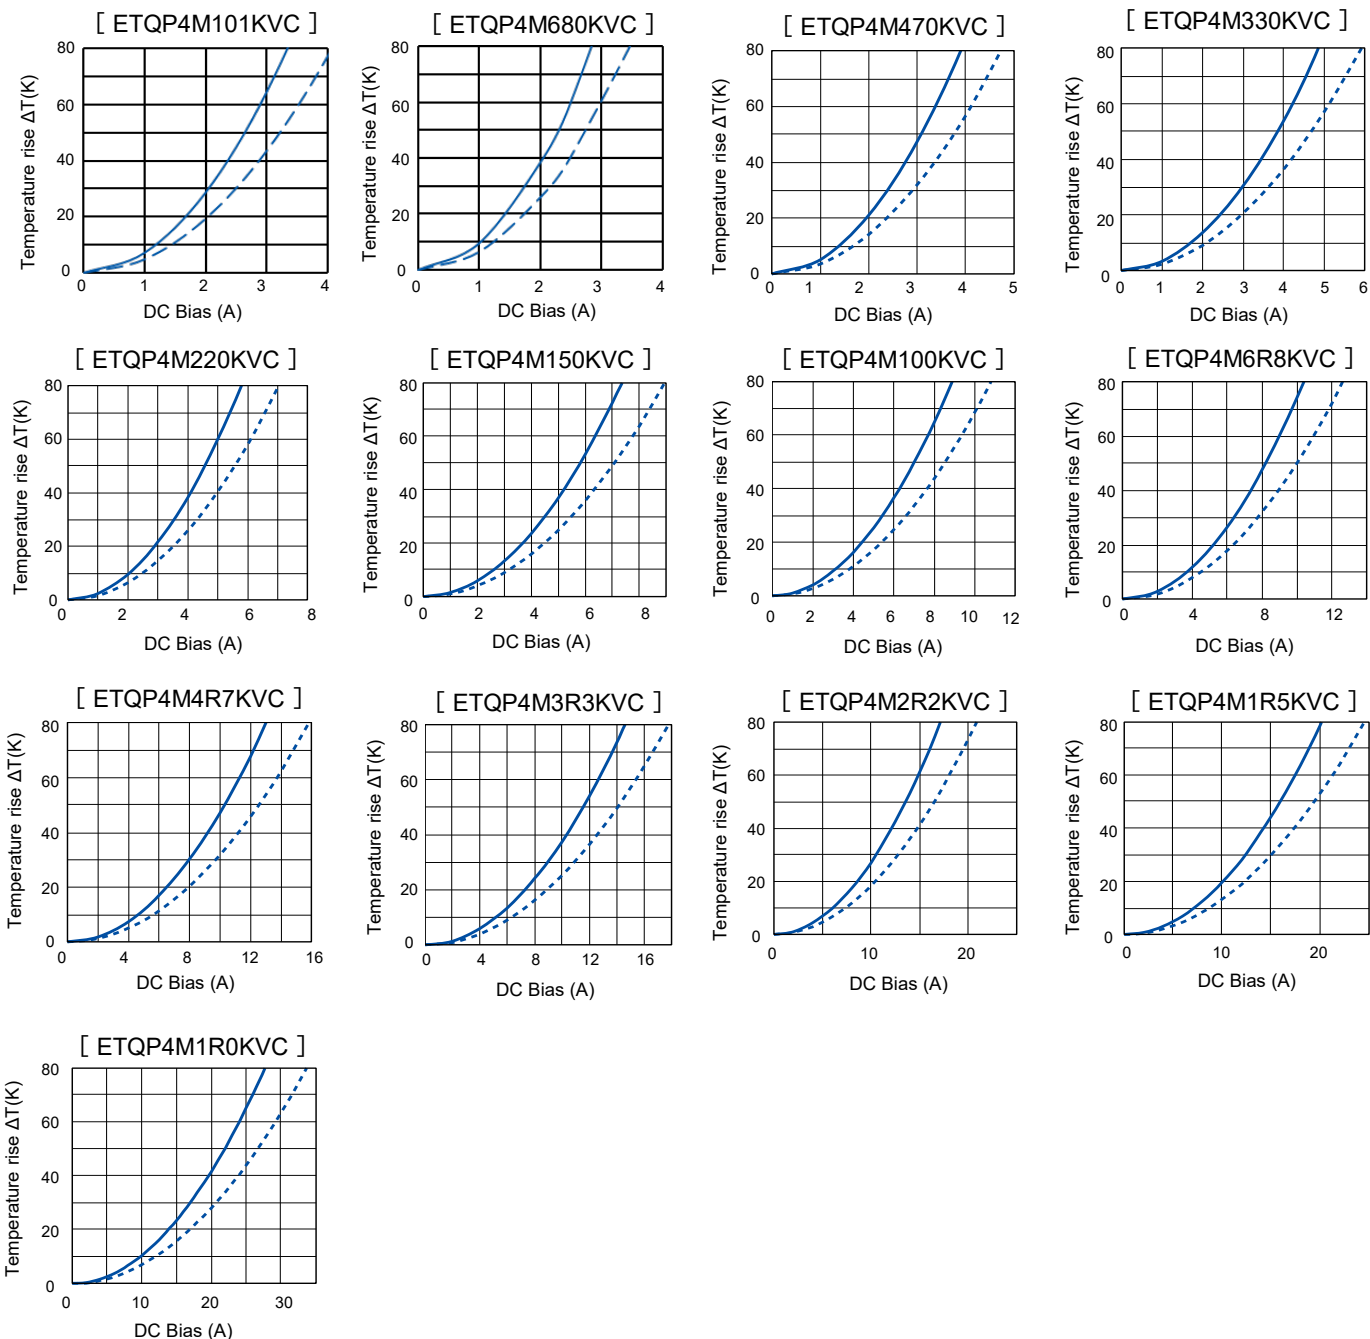 [ ETQP4M101KVC ]
Temperature rise ΔT(K)
80
60
40
20
0
0 1 2 3 4
DC Bias (A)
[ ETQP4M680KVC ]
Temperature rise ΔT(K)
80
60
40
20
0
0 1 2 3 4
DC Bias (A)
[ ETQP4M470KVC ]
Temperature rise ΔT(K)
80
60
40
20
0
0 1 2 3 4 5
DC Bias (A)
[ ETQP4M330KVC ]
Temperature rise ΔT(K)
80
60
40
20
0
0 1 2 3 4 5 6
DC Bias (A)
[ ETQP4M220KVC ]
Temperature rise ΔT(K)
80
60
40
20
0
0 2 4 6 8
DC Bias (A)
[ ETQP4M150KVC ]
Temperature rise ΔT(K)
80
60
40
20
0
0 2 4 6 8
DC Bias (A)
[ ETQP4M100KVC ]
Temperature rise ΔT(K)
80
60
40
20
0
0 2 4 6 8 10 12
DC Bias (A)
[ ETQP4M6R8KVC ]
Temperature rise ΔT(K)
80
60
40
20
0
0 4 8 12
DC Bias (A)
[ ETQP4M4R7KVC ]
Temperature rise ΔT(K)
80
60
40
20
0
0 4 8 12 16
DC Bias (A)
[ ETQP4M3R3KVC ]
Temperature rise ΔT(K)
80
60
40
20
0
0 4 8 12 16
DC Bias (A)
[ ETQP4M2R2KVC ]
Temperature rise ΔT(K)
80
60
40
20
0
0 10 20
DC Bias (A)
[ ETQP4M1R5KVC ]
Temperature rise ΔT(K)
80
60
40
20
0
0 10 20
DC Bias (A)
[ ETQP4M1R0KVC ]
Temperature rise ΔT(K)
80
60
40
20
0
0 10 20 30
DC Bias (A)